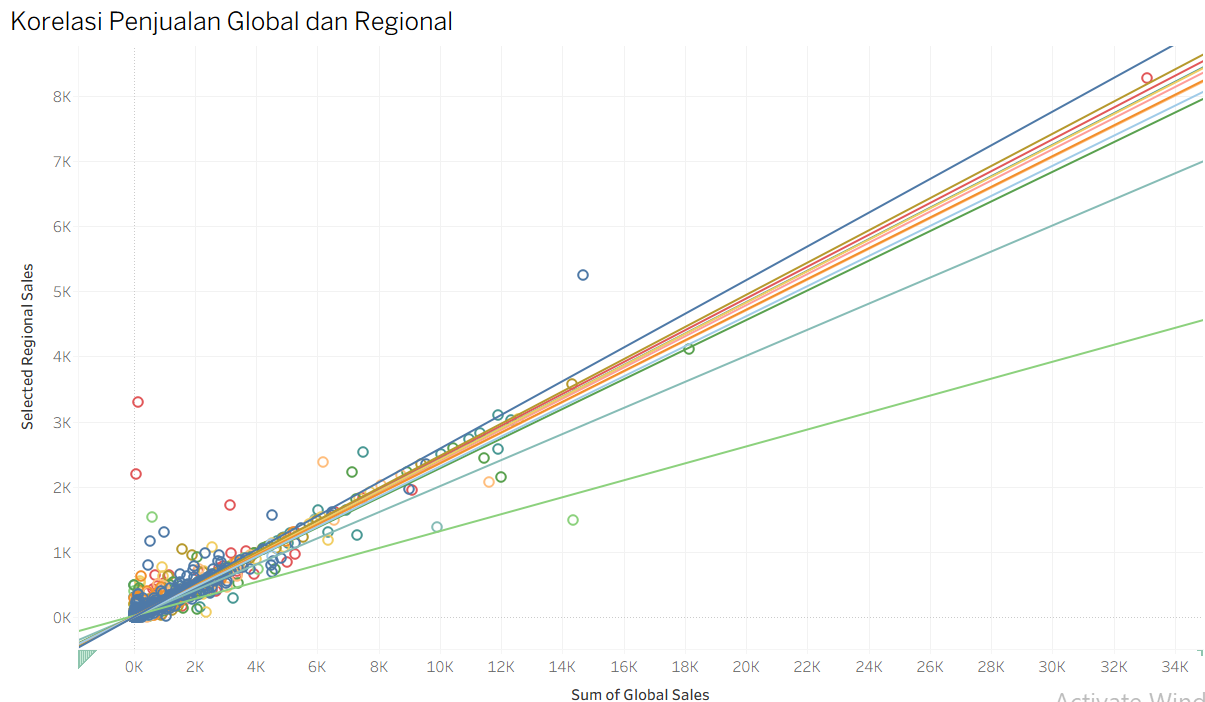 Korelasi Penjualan Global dan Regional
Selected Regional Sales
8K
7K
6K
5K
4K
3K
2K
1K
0K
0K 2K 4K 6K 8K 10K 12K 14K 16K 18K 20K 22K 24K 26K 28K 30K 32K 34K
Sum of Global Sales
Activate Wind